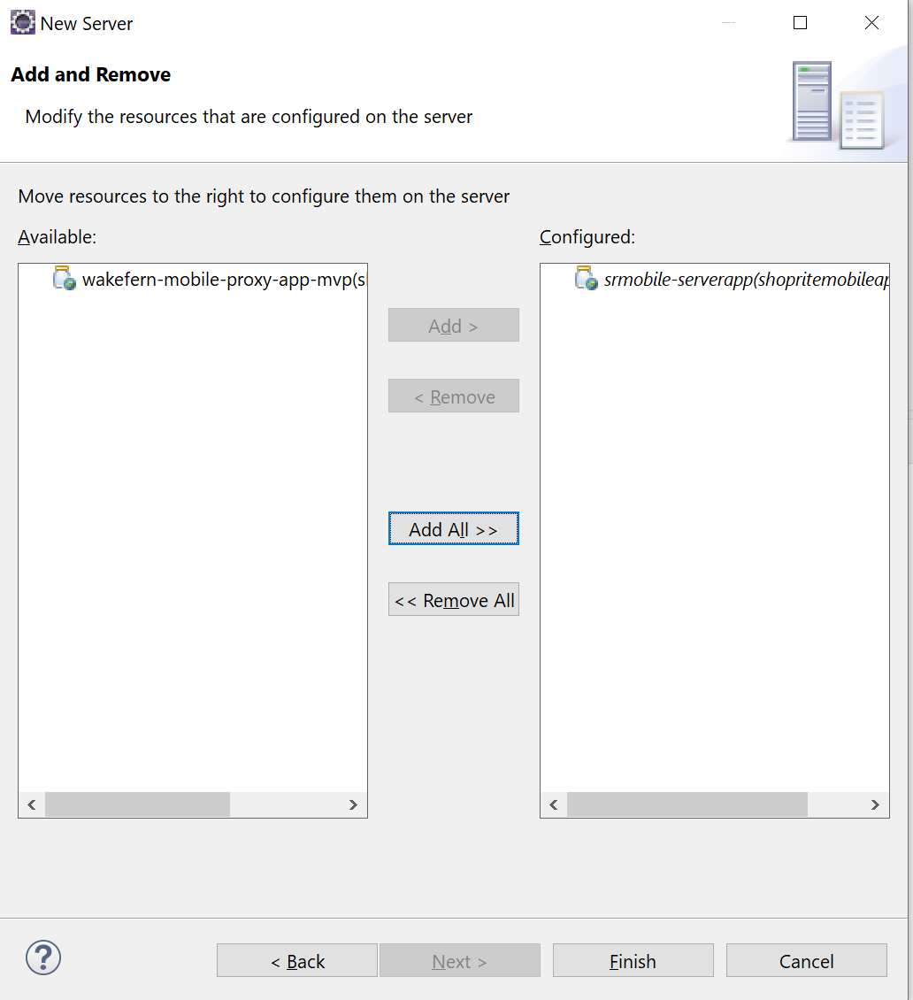 New Server
Add and Remove
Modify the resources that are configured on the server
Move resources to the right to configure them on the server
Available:
Configured:
wakefern-mobile-proxy-app-mvp(sl
srmobile-serverapp(shopritemobileap
Add >
< Remove
Add All >>
<< Remove All
?
< Back
Next >
Finish
Cancel